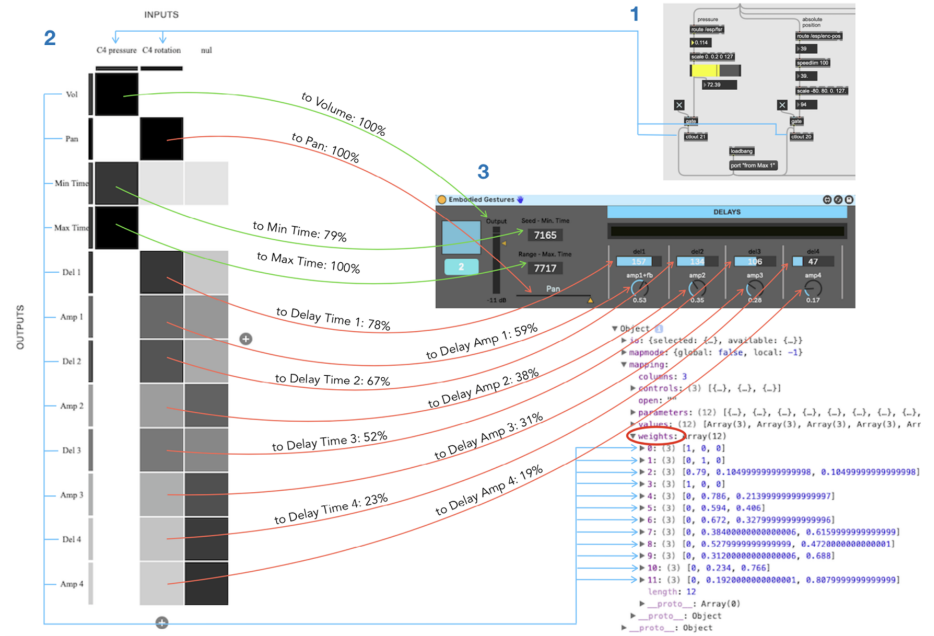 INPUTS
1
2
C4 pressure C4 rotation nul
pressure
absolute
position
route /esp/fsr
route /esp/enc-pos
0.114
39
scale 0. 0.2 0 127
speedlim 100
39.
72.39
scale -80. 80. 0. 127.
94
gate
gate
ctlout 21
ctlout 20
loadbang
port "from Max 1"
OUTPUTS
Vol
Pan
Min Time
Max Time
Del 1
Amp 1
Del 2
Amp 2
Del 3
Amp 3
Del 4
Amp 4
to Volume: 100%
to Pan: 100%
to Min Time: 79%
to Max Time: 100%
to Delay Time 1: 78%
to Delay Amp 1: 59%
to Delay Time 2: 67%
to Delay Amp 2: 38%
to Delay Time 3: 52%
to Delay Amp 3: 31%
to Delay Time 4: 23%
to Delay Amp 4: 19%
3
Embodied Gestures
Output
Seed - Min. Time
7165
Range - Max. Time
7717
2
Pan
-11 dB
DELAYS
del1 del2 del3 del4
157 134 106 47
amp1+fb amp2 amp3 amp4
0.53 0.35 0.28 0.17
▼Object
▶io: {selected: {…}, available: {…}}
▶mapmode: {global: false, local: -1}
▼mapping:
columns: 3
▶controls: (3) [{…}, {…}, {…}]
open: ""
▶parameters: (12) [{…}, {…}, {…}, {…}, {…}, {…},
▶values: (12) [Array(3), Array(3), Array(3), Array(3), Arr
▼weights: Array(12)
▶0: (3) [1, 0, 0]
▶1: (3) [0, 1, 0]
▶2: (3) [0.79, 0.10499999999999998, 0.10499999999999998]
▶3: (3) [1, 0, 0]
▶4: (3) [0, 0.786, 0.21399999999999997]
▶5: (3) [0, 0.594, 0.406]
▶6: (3) [0, 0.672, 0.32799999999999996]
▶7: (3) [0, 0.38400000000000006, 0.6159999999999999]
▶8: (3) [0, 0.5279999999999999, 0.4720000000000001]
▶9: (3) [0, 0.31200000000000006, 0.688]
▶10: (3) [0, 0.234, 0.766]
▶11: (3) [0, 0.1920000000000001, 0.8079999999999999]
length: 12
▶__proto__: Array(0)
▶__proto__: Object
▶__proto__: Object